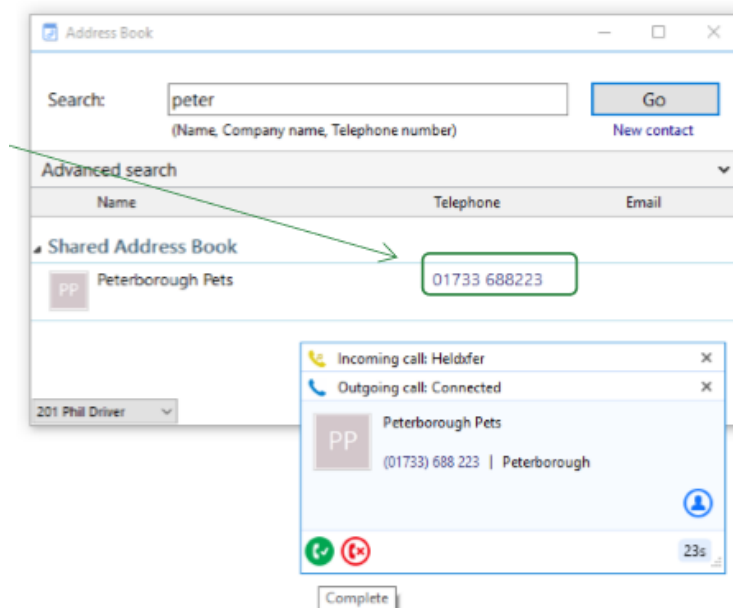 Address Book
Search:
peter
Go
(Name, Company name, Telephone number)
New contact
Advanced search
Name Telephone Email
Shared Address Book
PP
Peterborough Pets
01733 688223
201 Phil Driver
Incoming call: Heldxfer
Outgoing call: Connected
PP
Peterborough Pets
(01733) 688 223 | Peterborough
23s
Complete